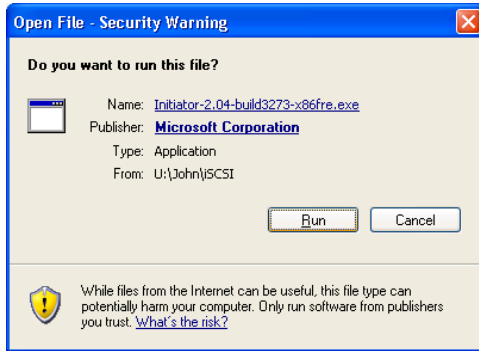 Open File - Security Warning
Do you want to run this file?
Name: Initiator-2.04-build3273-x86fre.exe
Publisher: Microsoft Corporation
Type: Application
From: U:\John\iSCSI
Run Cancel
While files from the Internet can be useful, this file type can
potentially harm your computer. Only run software from publishers
you trust. What's the risk?